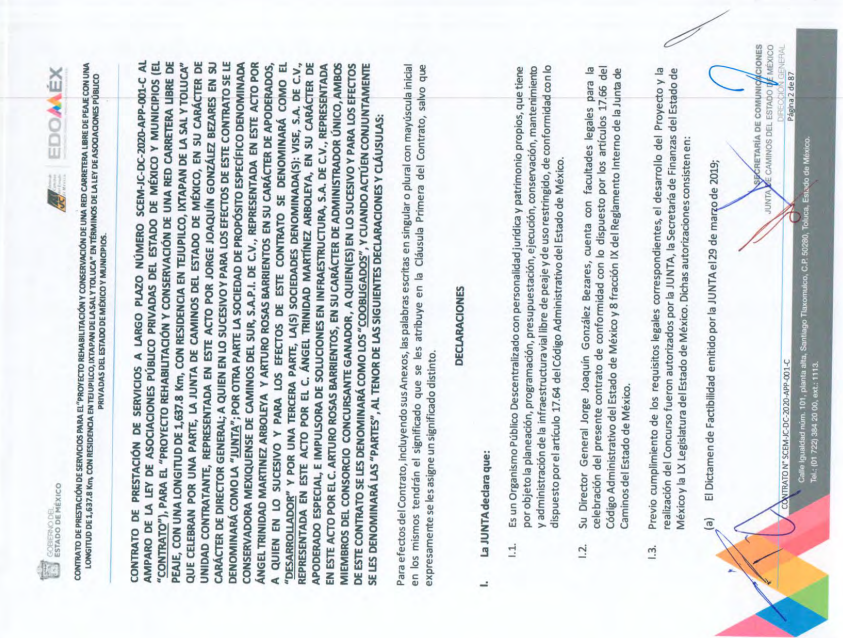 GOBIERNO DEL
ESTADO DE MÉXICO
EDOMÉX
CONTRATO DE PRESTACIÓN DE SERVICIOS PARA EL "PROYECTO REHABILITACIÓN Y CONSERVACIÓN DE UNA RED CARRETERA LIBRE DE PEAJE CON UNA
LONGITUD DE 1,637.8 Km, CON RESIDENCIA EN TEJUPILCO, IXTAPAN DE LA SAL Y TOLUCA" EN TÉRMINOS DE LA LEY DE ASOCIACIONES PÚBLICO
PRIVADAS DEL ESTADO DE MÉXICO Y MUNICIPIOS.
CONTRATO DE PRESTACIÓN DE SERVICIOS A LARGO PLAZO NÚMERO SCEM-JC-DC-2020-APP-001-C AL
AMPARO DE LA LEY DE ASOCIACIONES PÚBLICO PRIVADAS DEL ESTADO DE MÉXICO Y MUNICIPIOS (EL
"CONTRATO"), PARA EL "PROYECTO REHABILITACIÓN Y CONSERVACIÓN DE UNA RED CARRETERA LIBRE DE
PEAJE, CON UNA LONGITUD DE 1,637.8 Km, CON RESIDENCIA EN TEJUPILCO, IXTAPAN DE LA SAL Y TOLUCA"
QUE CELEBRAN POR UNA PARTE, LA JUNTA DE CAMINOS DEL ESTADO DE MÉXICO, EN SU CARÁCTER DE
UNIDAD CONTRATANTE, REPRESENTADA EN ESTE ACTO POR JORGE JOAQUÍN GONZÁLEZ BEZARES EN SU
CARÁCTER DE DIRECTOR GENERAL; A QUIEN EN LO SUCESIVO Y PARA LOS EFECTOS DE ESTE CONTRATO SE LE
DENOMINARÁ COMO LA "JUNTA"; POR OTRA PARTE LA SOCIEDAD DE PROPÓSITO ESPECÍFICO DENOMINADA
CONSERVADORA MEXIQUENSE DE CAMINOS DEL SUR, S.A.P.I. DE C.V., REPRESENTADA EN ESTE ACTO POR
ÁNGEL TRINIDAD MARTINEZ ARBOLEYA Y ARTURO ROSAS BARRIENTOS EN SU CARÁCTER DE APODERADOS,
A QUIEN EN LO SUCESIVO Y PARA LOS EFECTOS DE ESTE CONTRATO SE DENOMINARÁ COMO EL
"DESARROLLADOR" Y POR UNA TERCERA PARTE, LA(S) SOCIEDADES DENOMINADA(S): VISE, S.A. DE C.V.,
REPRESENTADA EN ESTE ACTO POR EL C. ÁNGEL TRINIDAD MARTÍNEZ ARBOLEYA, EN SU CARÁCTER DE
APODERADO ESPECIAL, E IMPULSORA DE SOLUCIONES EN INFRAESTRUCTURA, S.A. DE C.V., REPRESENTADA
EN ESTE ACTO POR EL C. ARTURO ROSAS BARRIENTOS, EN SU CARÁCTER DE ADMINISTRADOR ÚNICO, AMBOS
MIEMBROS DEL CONSORCIO CONCURSANTE GANADOR, A QUIEN(ES) EN LO SUCESIVO Y PARA LOS EFECTOS
DE ESTE CONTRATO SE LES DENOMINARÁ COMO LOS "COOBLIGADOS", Y CUANDO ACTÚEN CONJUNTAMENTE
SE LES DENOMINARÁ LAS "PARTES", AL TENOR DE LAS SIGUIENTES DECLARACIONES Y CLÁUSULAS:
Para efectos del Contrato, incluyendo sus Anexos, las palabras escritas en singular o plural con mayúscula inicial
en los mismos tendrán el significado que se les atribuye en la Cláusula Primera del Contrato, salvo que
expresamente se les asigne un significado distinto.
DECLARACIONES
I. La JUNTA declara que:
I.1. Es un Organismo Público Descentralizado con personalidad jurídica y patrimonio propios, que tiene
por objeto la planeación, programación, presupuestación, ejecución, conservación, mantenimiento
y administración de la infraestructura vial libre de peaje y de uso restringido, de conformidad con lo
dispuesto por el artículo 17.64 del Código Administrativo del Estado de México.
I.2. Su Director General Jorge Joaquín González Bezares, cuenta con facultades legales para la
celebración del presente contrato de conformidad con lo dispuesto por los artículos 17.66 del
Código Administrativo del Estado de México y 8 fracción IX del Reglamento Interno de la Junta de
Caminos del Estado de México.
I.3. Previo cumplimiento de los requisitos legales correspondientes, el desarrollo del Proyecto y la
realización del Concurso fueron autorizados por la JUNTA, la Secretaría de Finanzas del Estado de
México y la LX Legislatura del Estado de México. Dichas autorizaciones consisten en:
(a) El Dictamen de Factibilidad emitido por la JUNTA el 29 de marzo de 2019;
SECRETARÍA DE COMUNICACIONES
JUNTA DE CAMINOS DEL ESTADO DE MÉXICO
DIRECCIÓN GENERAL
CONTRATO N° SCEM-JC-DC-2020-APP-001-C
Página 2 de 87
Calle Igualdad núm. 101, planta alta, Santiago Tlaxomulco, C.P. 50280, Toluca, Estado de México.
Tel.: (01 722) 384 20 00, ext.: 1113.